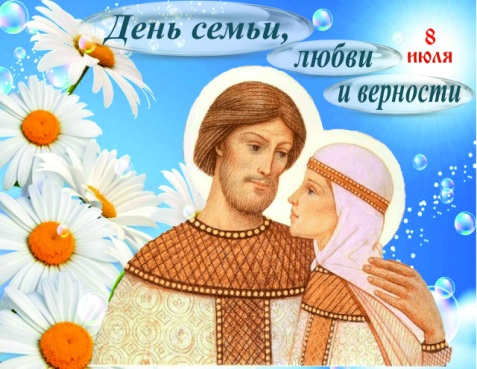 День семьи,
любви
и верности
8
июля